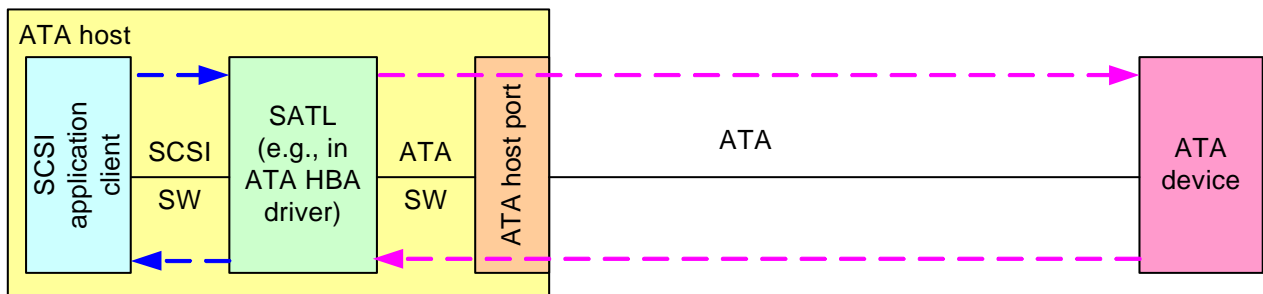 ATA host
SCSI
application
client
SCSI
SW
SATL
(e.g., in
ATA HBA
driver)
ATA
SW
ATA host port
ATA
ATA
device